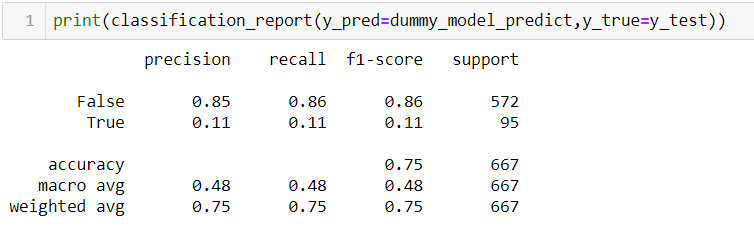 1 print(classification_report(y_pred=dummy_model_predict,y_true=y_test))
precision recall f1-score support
False 0.85 0.86 0.86 572
True 0.11 0.11 0.11 95
accuracy 0.75 667
macro avg 0.48 0.48 0.48 667
weighted avg 0.75 0.75 0.75 667